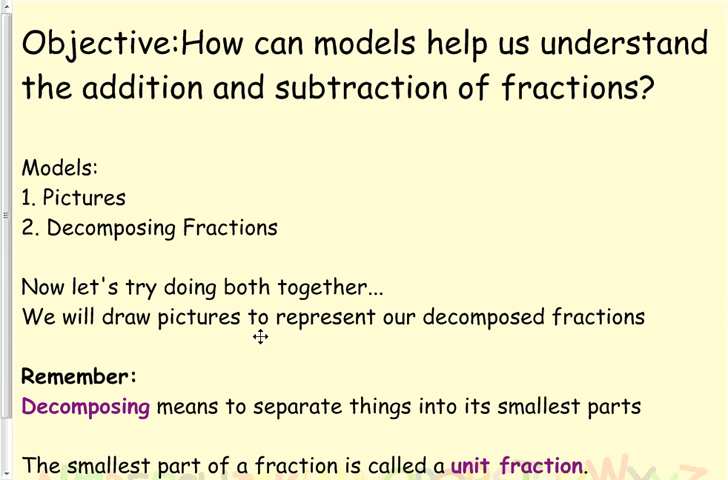 Objective:How can models help us understand
the addition and subtraction of fractions?
Models:
1. Pictures
2. Decomposing Fractions
Now let's try doing both together...
We will draw pictures to represent our decomposed fractions
Remember:
Decomposing means to separate things into its smallest parts
The smallest part of a fraction is called a unit fraction.